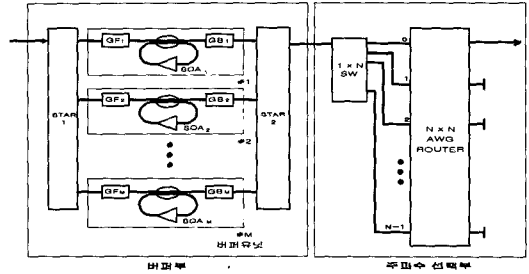 GF1
GB1
SOA1
#1
GF2
GB2
SOA2
#2
STAR 1
STAR 2
GFM
GBM
SOAM
#M
버퍼유닛
버퍼부
1×N SW
0
1
2
N-1
N×N AWG ROUTER
주파수 선택부